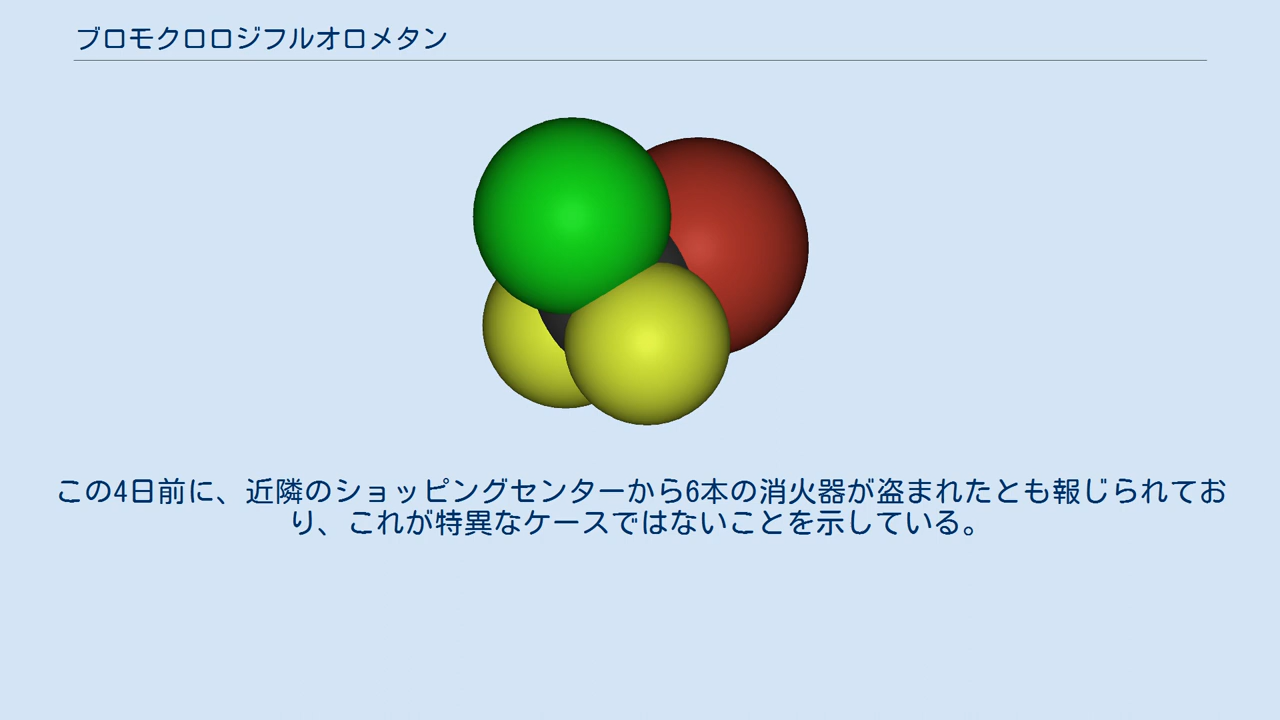 ブロモクロロジフルオロメタン
この4日前に、近隣のショッピングセンターから6本の消火器が盗まれたとも報じられてお
り、これが特異なケースではないことを示している。